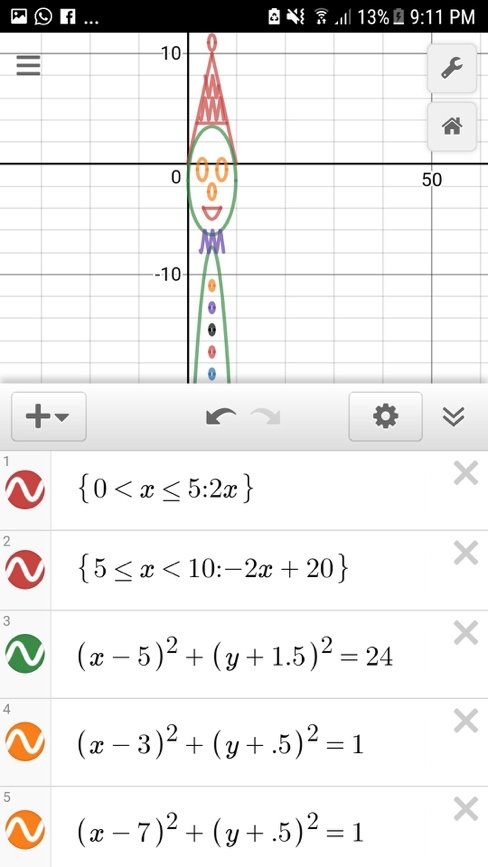 ... 13% 9:11 PM
10
0
50
-10
1
{0 < x ≤ 5:2x}
2
{5 ≤ x < 10:−2x + 20}
3
(x − 5)² + (y + 1.5)² = 24
4
(x − 3)² + (y + .5)² = 1
5
(x − 7)² + (y + .5)² = 1